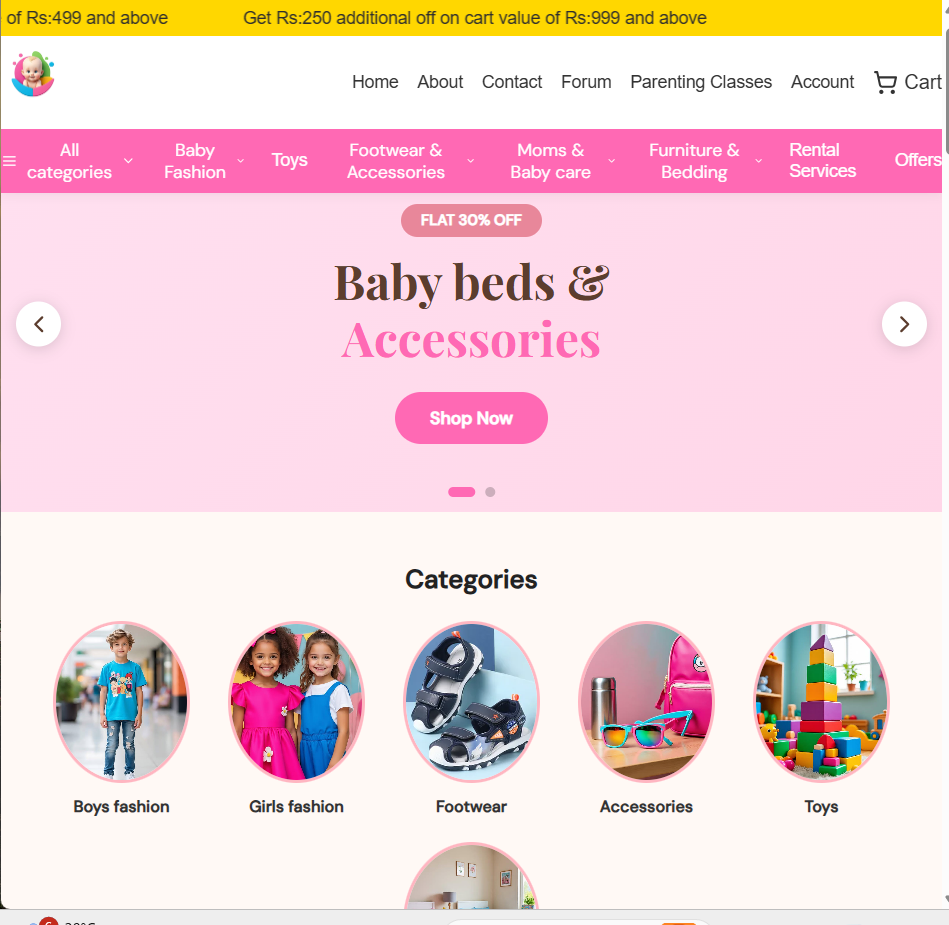 of Rs:499 and above Get Rs:250 additional off on cart value of Rs:999 and above
Home About Contact Forum Parenting Classes Account Cart
All categories
Baby Fashion
Toys
Footwear & Accessories
Moms & Baby care
Furniture & Bedding
Rental Services
Offers
FLAT 30% OFF
Baby beds &
Accessories
Shop Now
Categories
Boys fashion
Girls fashion
Footwear
Accessories
Toys